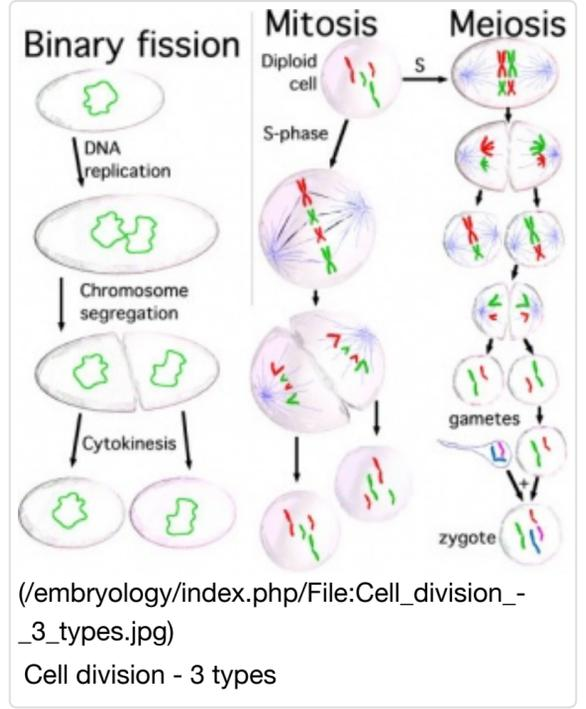 Binary fission
DNA
replication
Chromosome
segregation
Cytokinesis
Mitosis
Diploid
cell
S
S-phase
Meiosis
gametes
+
zygote
(/embryology/index.php/File:Cell_division_-
_3_types.jpg)
Cell division - 3 types